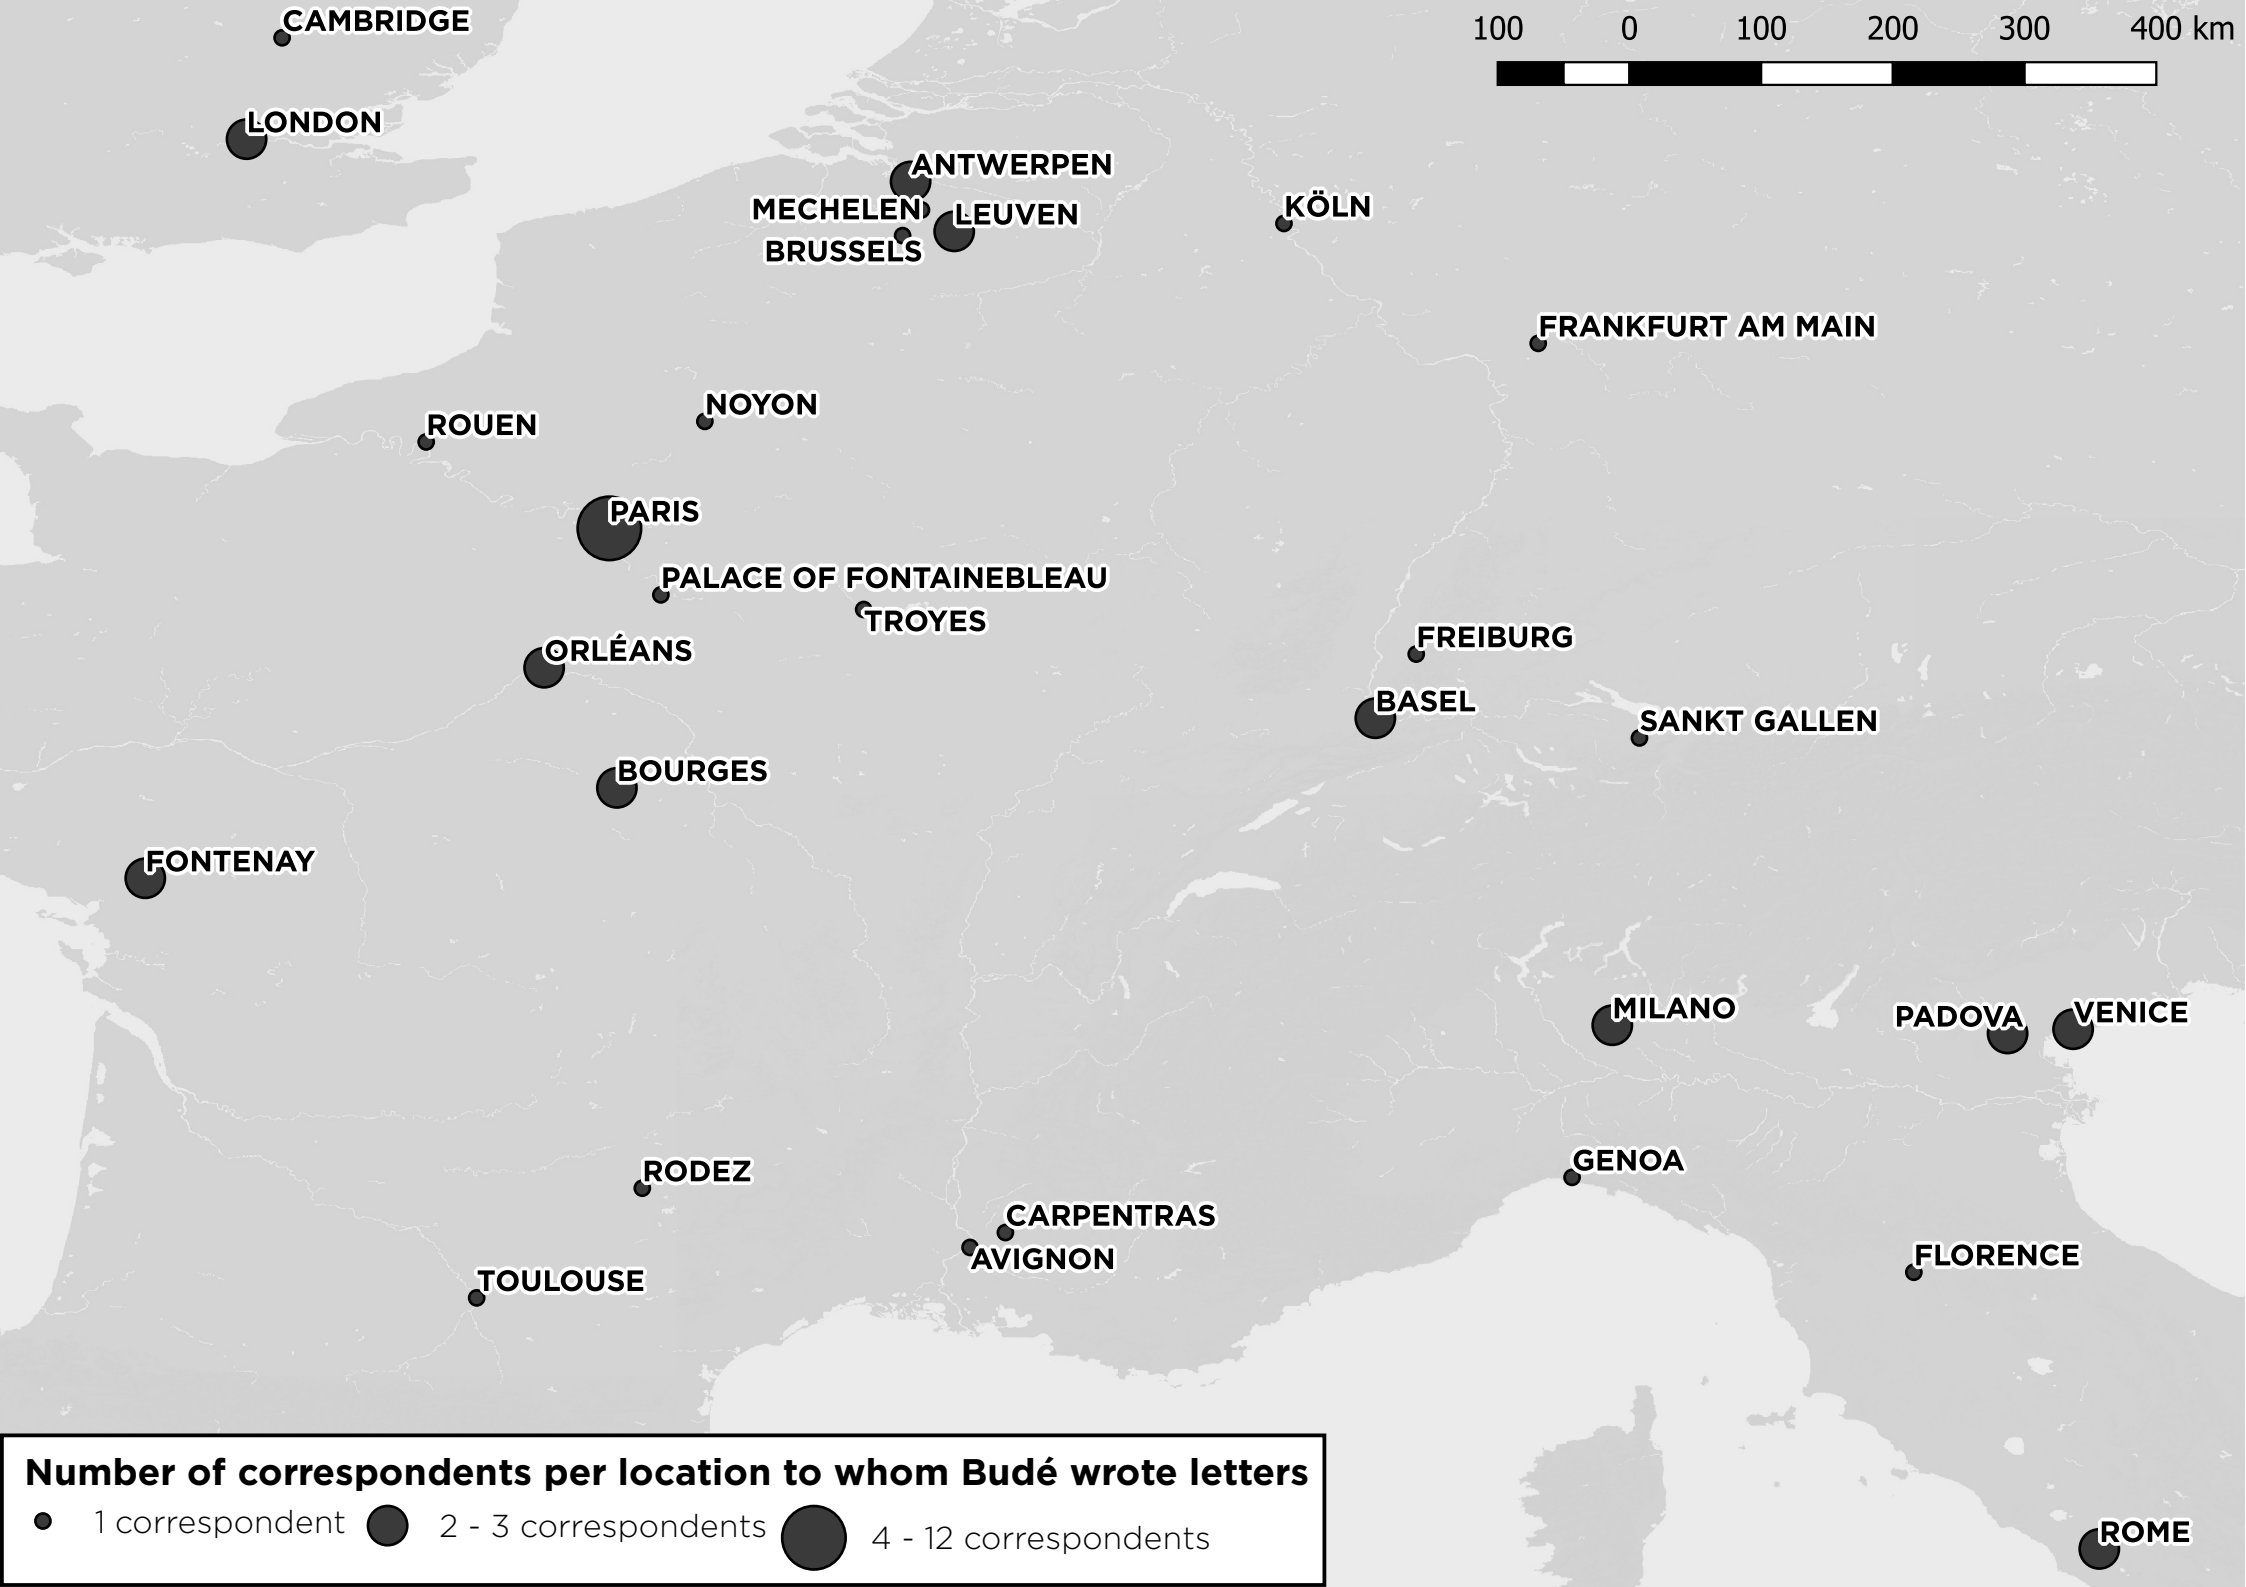 CAMBRIDGE
100 0 100 200 300 400 km
LONDON
ANTWERPEN
MECHELEN
LEUVEN
BRUSSELS
KÖLN
FRANKFURT AM MAIN
NOYON
ROUEN
PARIS
PALACE OF FONTAINEBLEAU
TROYES
ORLÉANS
FREIBURG
BASEL
SANKT GALLEN
BOURGES
FONTENAY
MILANO
PADOVA
VENICE
GENOA
RODEZ
CARPENTRAS
AVIGNON
FLORENCE
TOULOUSE
Number of correspondents per location to whom Budé wrote letters
1 correspondent
2 - 3 correspondents
4 - 12 correspondents
ROME